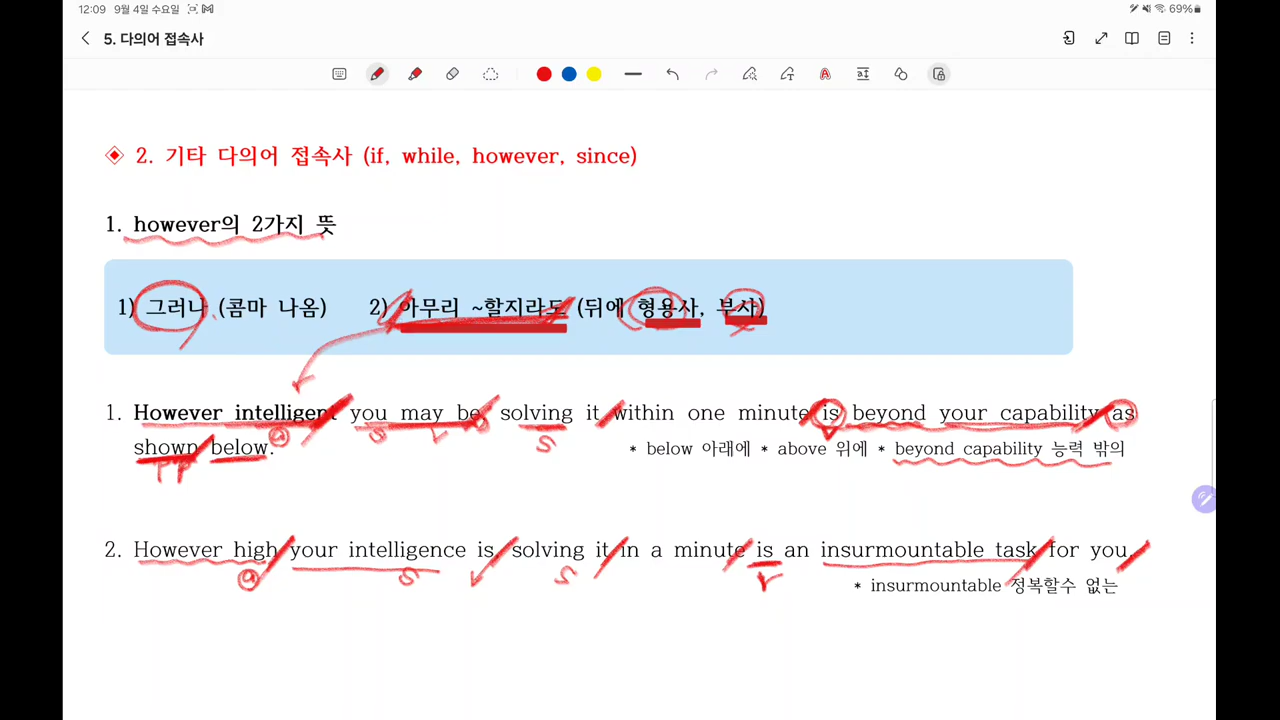 12:09 9월 4일 수요일
69%
5. 다의어 접속사
2. 기타 다의어 접속사 (if, while, however, since)
1. however의 2가지 뜻
1) 그러나 (콤마 나옴) 2) 아무리 ~할지라도 (뒤에 형용사, 부사)
1. However intelligent you may be, solving it within one minute is beyond your capability as
shown below.
* below 아래에 * above 위에 * beyond capability 능력 밖의
2. However high your intelligence is, solving it in a minute is an insurmountable task for you.
* insurmountable 정복할수 없는